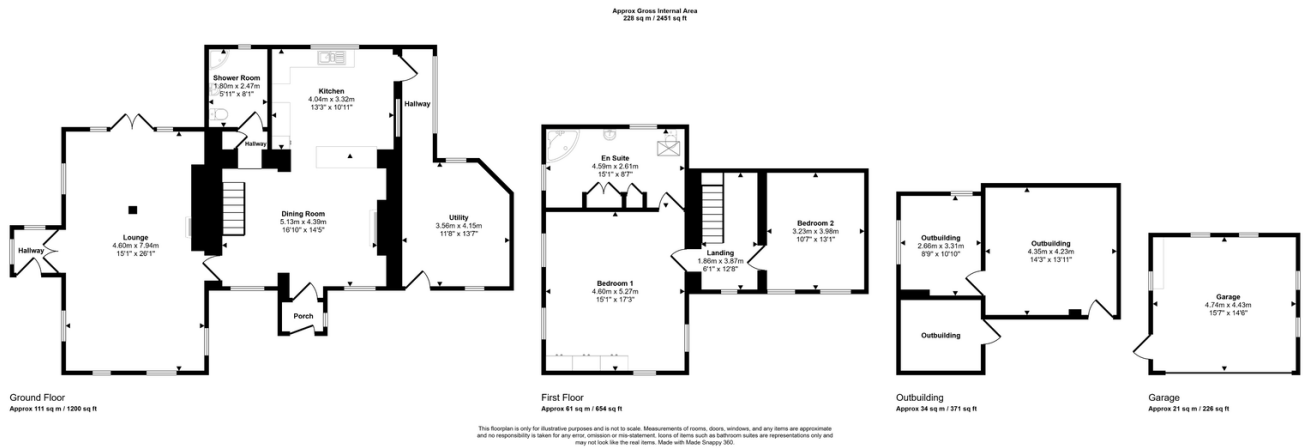 Approx Gross Internal Area
228 sq m / 2451 sq ft
Shower Room
1.80m x 2.47m
5'11" x 8'1"
Kitchen
4.04m x 3.32m
13'3" x 10'11"
Hallway
Hallway
Lounge
4.60m x 7.94m
15'1" x 26'1"
Hallway
Dining Room
5.13m x 4.39m
16'10" x 14'5"
Utility
3.56m x 4.15m
11'8" x 13'7"
Porch
Ground Floor
Approx 111 sq m / 1200 sq ft
En Suite
4.59m x 2.61m
15'1" x 8'7"
Bedroom 2
3.23m x 3.98m
10'7" x 13'1"
Landing
1.86m x 3.87m
6'1" x 12'8"
Bedroom 1
4.60m x 5.27m
15'1" x 17'3"
First Floor
Approx 61 sq m / 654 sq ft
Outbuilding
2.66m x 3.31m
8'9" x 10'10"
Outbuilding
4.35m x 4.23m
14'3" x 13'11"
Outbuilding
Outbuilding
Approx 34 sq m / 371 sq ft
Garage
4.74m x 4.43m
15'7" x 14'6"
Garage
Approx 21 sq m / 226 sq ft
This floorplan is only for illustrative purposes and is not to scale. Measurements of rooms, doors, windows, and any items are approximate
and no responsibility is taken for any error, omission or mis-statement. Icons of items such as bathroom suites are representations only and
may not look like the real items. Made with Made Snappy 360.